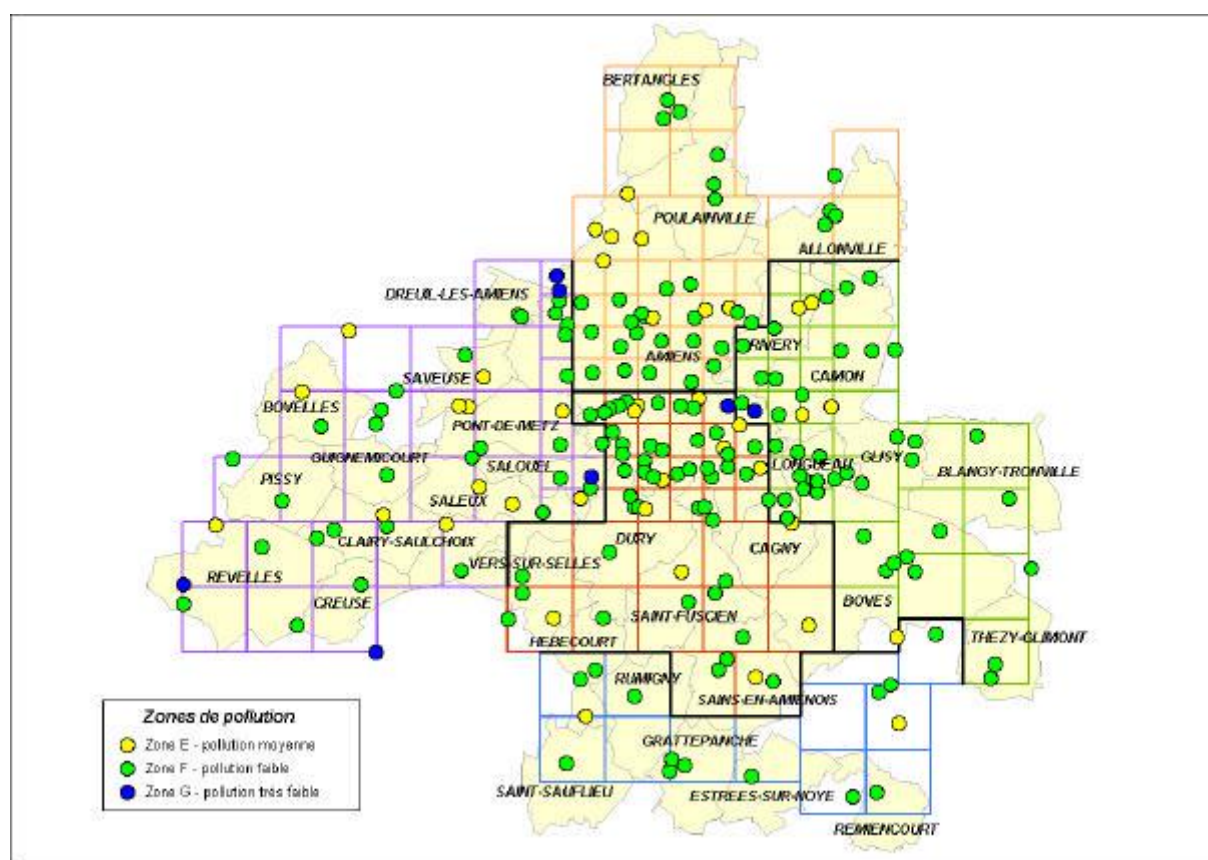 BERTANGLES
POULAINVILLE
ALLONVILLE
DREUIL-LES-AMIENS
RIVERY
AMIENS
CAMON
SAVEUSE
BOVELLES
PONT-DE-METZ
GUIGNEMICOURT
SALOUEL
LONGUEAU
GLISY
BLANGY-TRONVILLE
PISSY
SALEUX
CLAIRY-SAULCHOIX
DURY
CAGNY
VERS-SUR-SELLES
REVELLES
CREUSE
SAINT-FUSCIEN
BOVES
HEBECOURT
THEZY-GLIMONT
RUMIGNY
SAINS-EN-AMIENOIS
GRATTEPANCHE
SAINT-SAUFLIEU
ESTREES-SUR-NOYE
REMIENCOURT
Zones de pollution
Zone E - pollution moyenne
Zone F - pollution faible
Zone G - pollution très faible